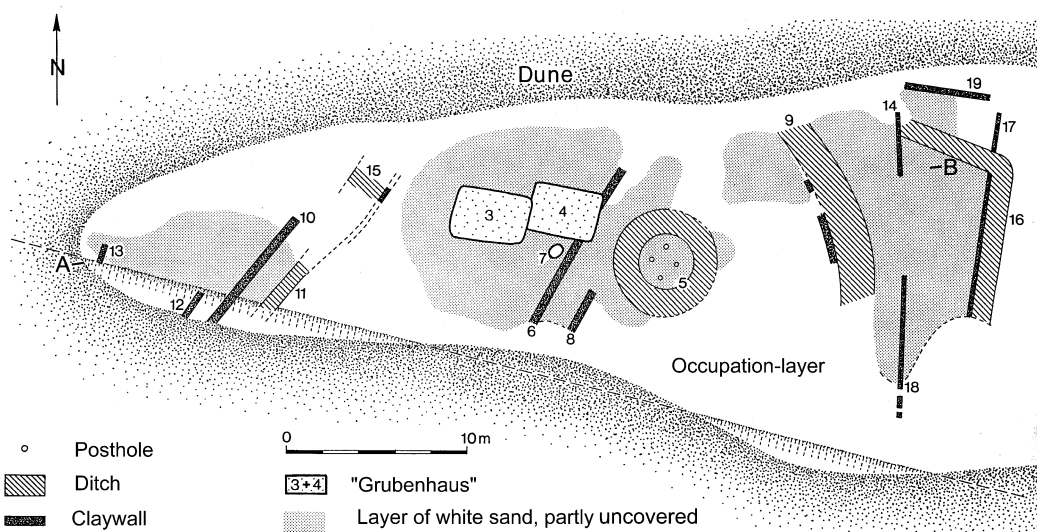 N
Dune
19
9
14
17
15
B
3
4
16
10
13
7
A
5
11
12
6
8
Occupation-layer
18
0 10 m
Posthole
Ditch
3+4 "Grubenhaus"
Claywall
Layer of white sand, partly uncovered